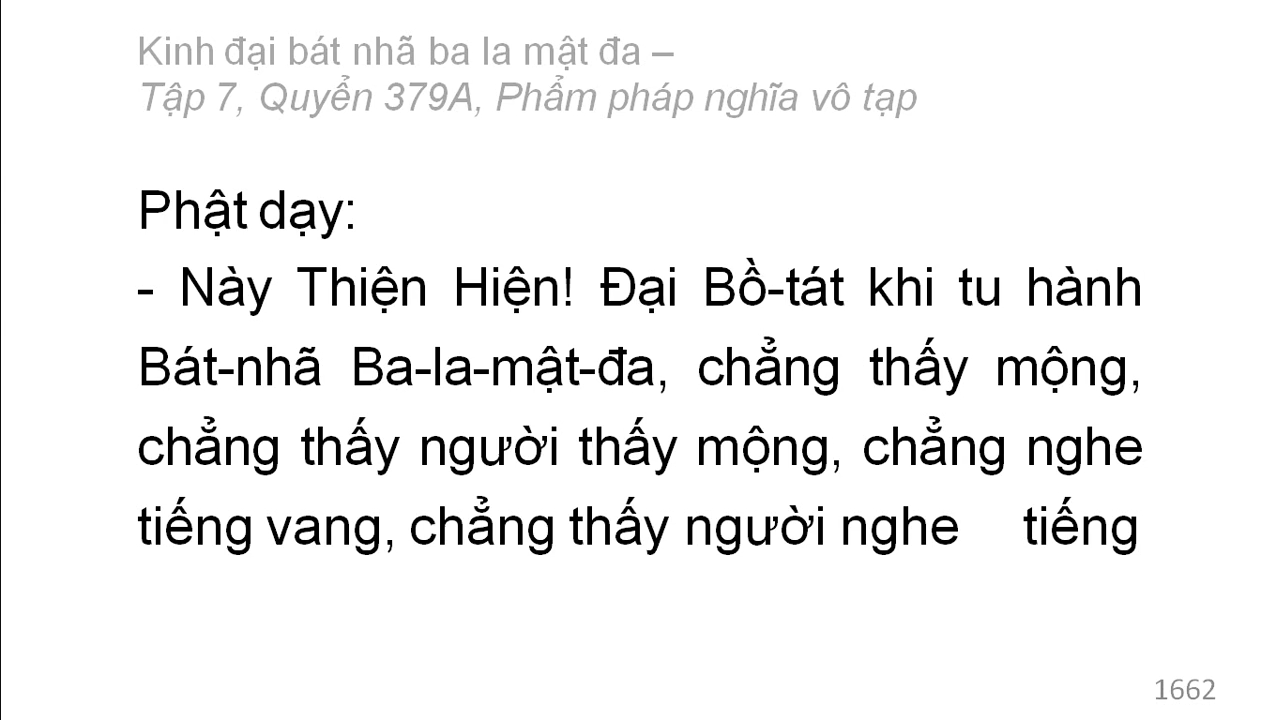 Kinh đại bát nhã ba la mật đa –
Tập 7, Quyển 379A, Phẩm pháp nghĩa vô tạp
Phật dạy:
- Này Thiện Hiện! Đại Bồ-tát khi tu hành
Bát-nhã Ba-la-mật-đa, chẳng thấy mộng,
chẳng thấy người thấy mộng, chẳng nghe
tiếng vang, chẳng thấy người nghe tiếng
1662